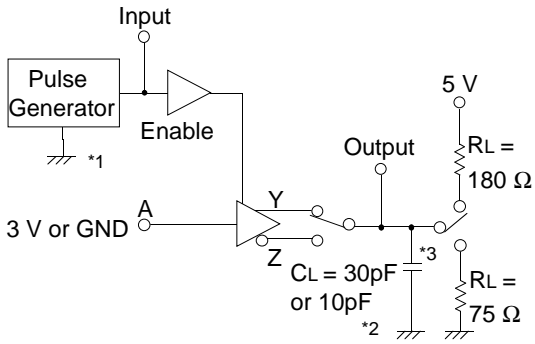 Input
Pulse
Generator
*1
Enable
5 V
RL =
180 Ω
Output
A
3 V or GND
Y
Z
*3
CL = 30pF
or 10pF
*2
RL =
75 Ω